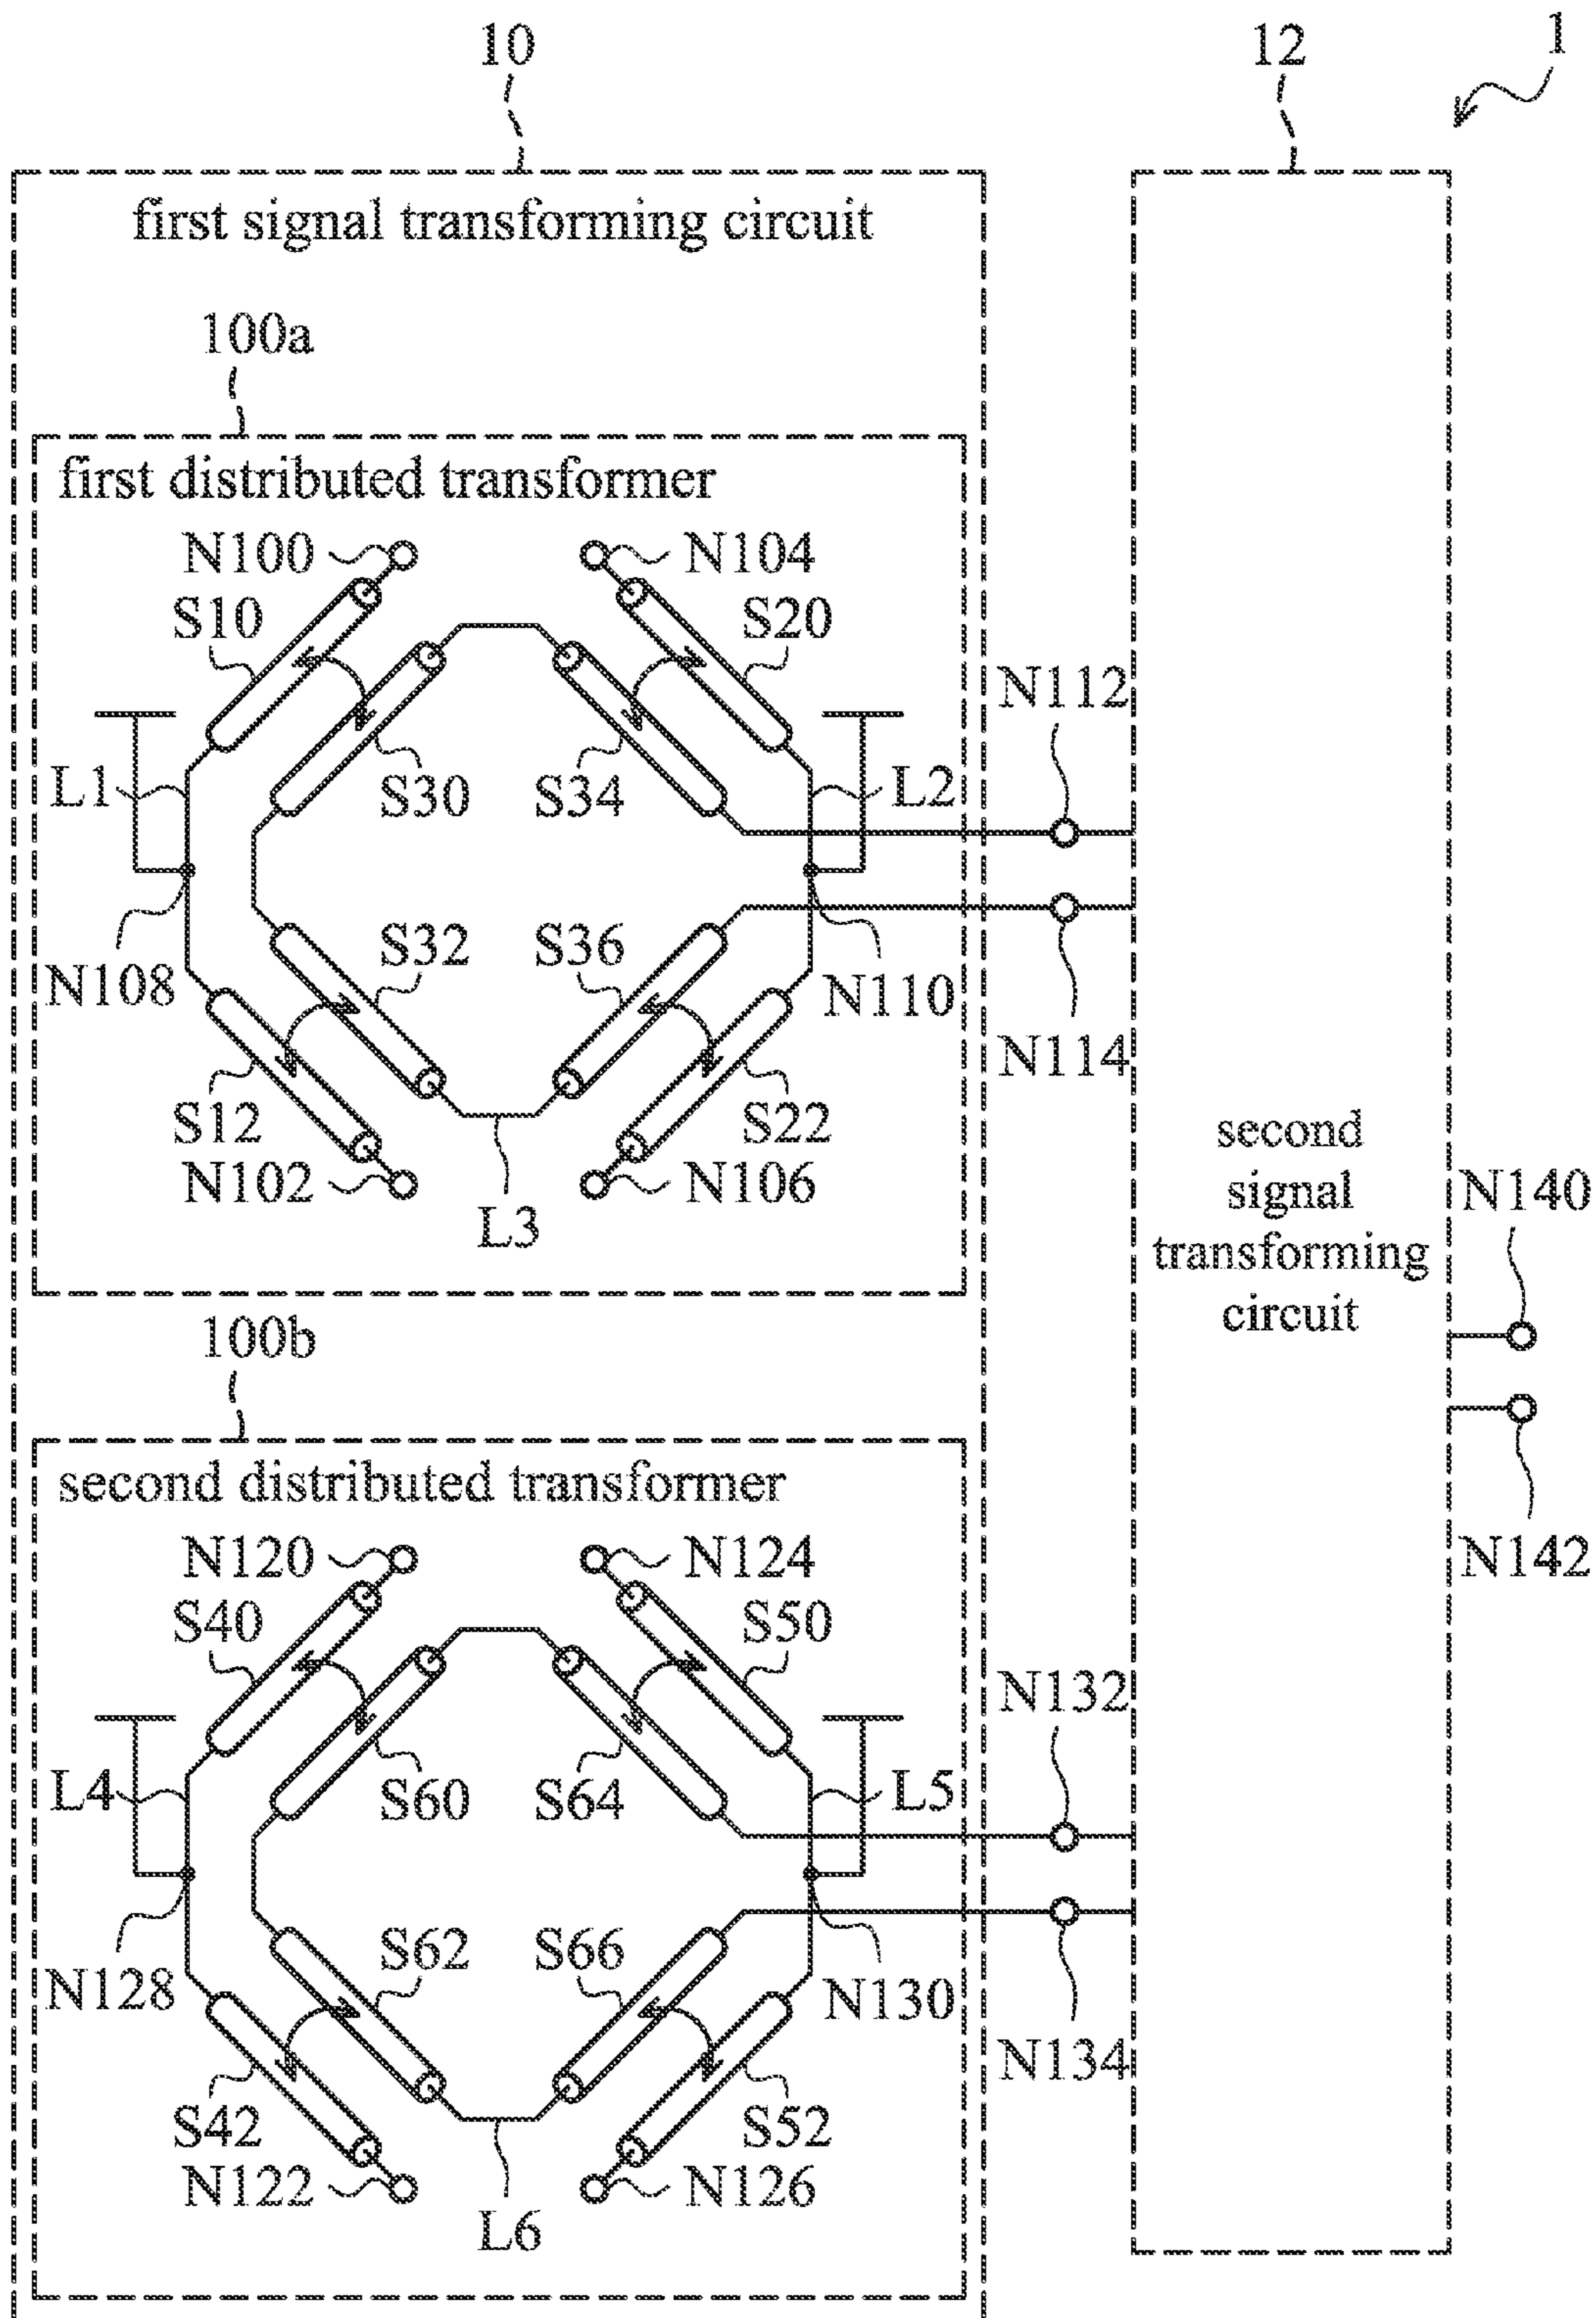 10
12
1
first signal transforming circuit
100a
first distributed transformer
N100
N104
S10
S20
N112
L1
S30
S34
L2
S32
S36
N108
N110
N114
S12
S22
N102
N106
L3
second
signal
transforming
circuit
N140
N142
100b
second distributed transformer
N120
N124
S40
S50
N132
L4
S60
S64
L5
S62
S66
N128
N130
N134
S42
S52
N122
N126
L6